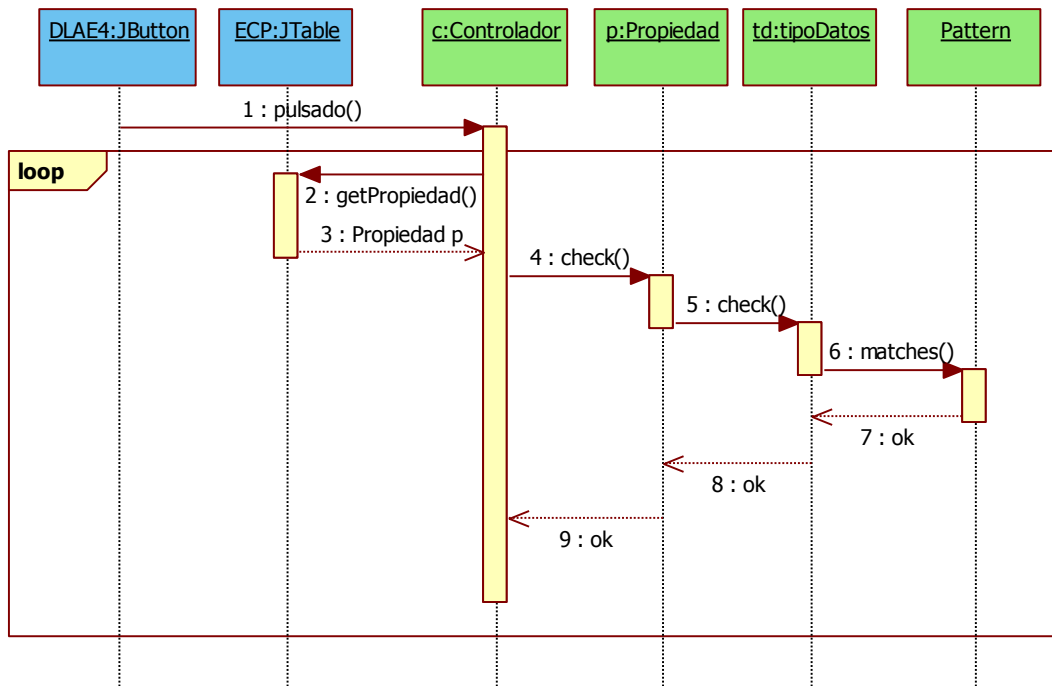 DLAE4:JButton
ECP:JTable
c:Controlador
p:Propiedad
td:tipoDatos
Pattern
1 : pulsado()
loop
2 : getPropiedad()
3 : Propiedad p
4 : check()
5 : check()
6 : matches()
7 : ok
8 : ok
9 : ok